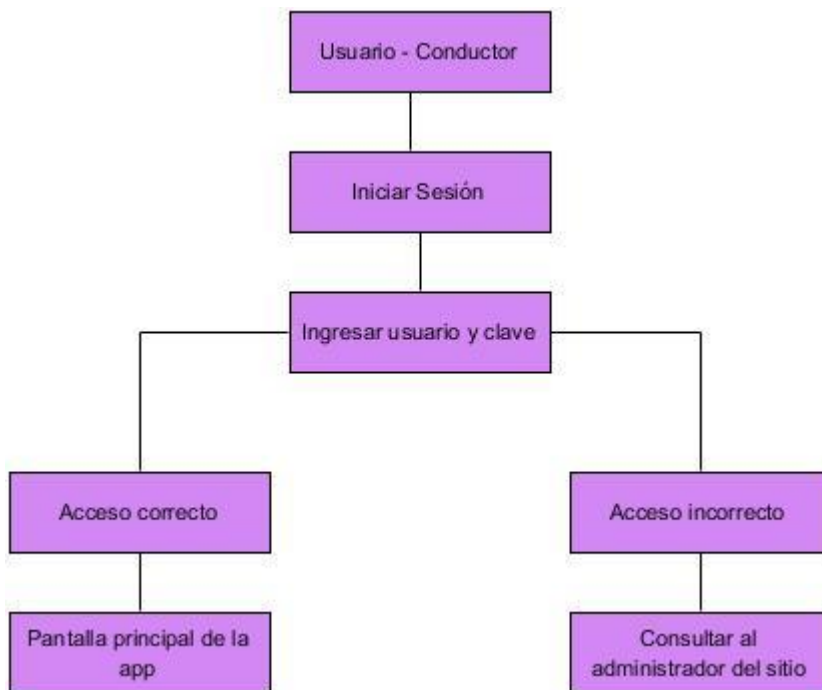 Usuario - Conductor
Iniciar Sesión
Ingresar usuario y clave
Acceso correcto
Acceso incorrecto
Pantalla principal de la
app
Consultar al
administrador del sitio